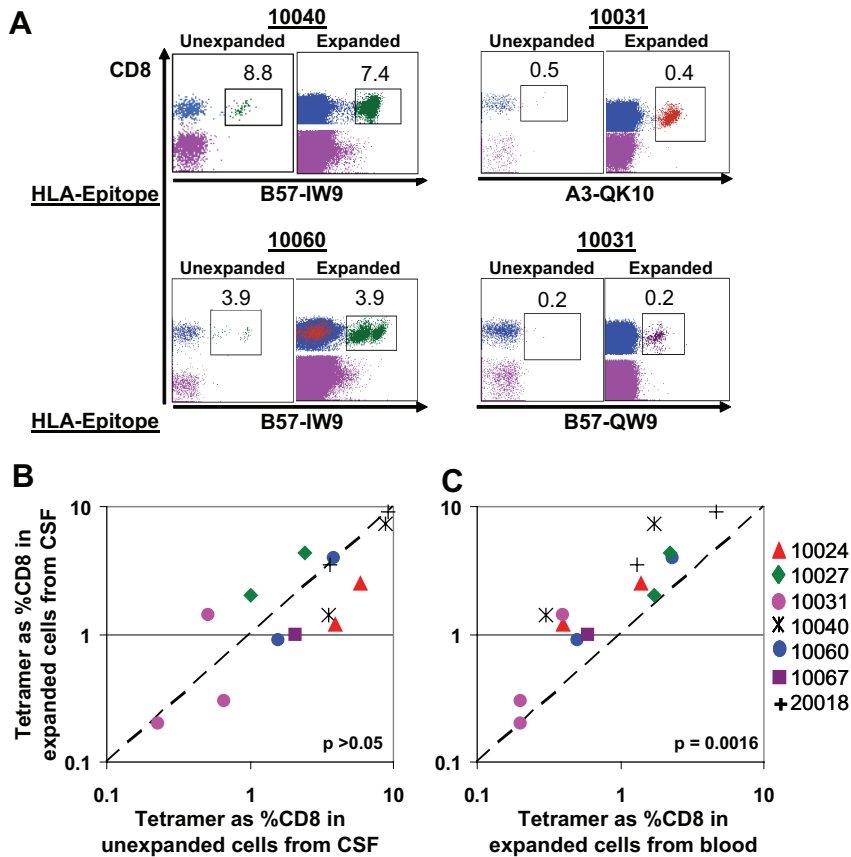 A
10040
10031
Unexpanded Expanded
Unexpanded Expanded
CD8
8.8
7.4
0.5
0.4
HLA-Epitope
B57-IW9
A3-QK10
10060
10031
Unexpanded Expanded
Unexpanded Expanded
3.9
3.9
0.2
0.2
HLA-Epitope
B57-IW9
B57-QW9
B
Tetramer as %CD8 in
expanded cells from CSF
10
1
0.1
p >0.05
0.1
1
10
Tetramer as %CD8 in
unexpanded cells from CSF
C
10
1
0.1
p = 0.0016
0.1
1
10
Tetramer as %CD8 in
expanded cells from blood
10024
10027
10031
10040
10060
10067
20018